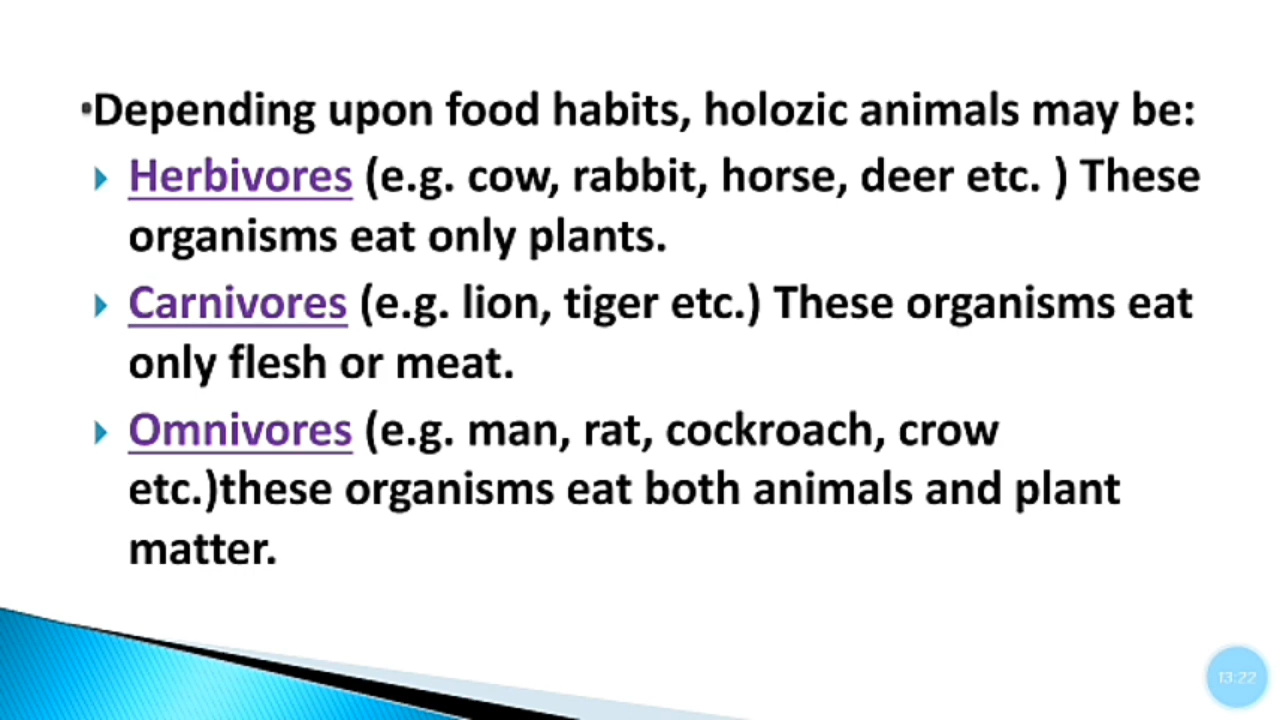 •Depending upon food habits, holozic animals may be:
Herbivores (e.g. cow, rabbit, horse, deer etc. ) These
organisms eat only plants.
Carnivores (e.g. lion, tiger etc.) These organisms eat
only flesh or meat.
Omnivores (e.g. man, rat, cockroach, crow
etc.)these organisms eat both animals and plant
matter.
13:22